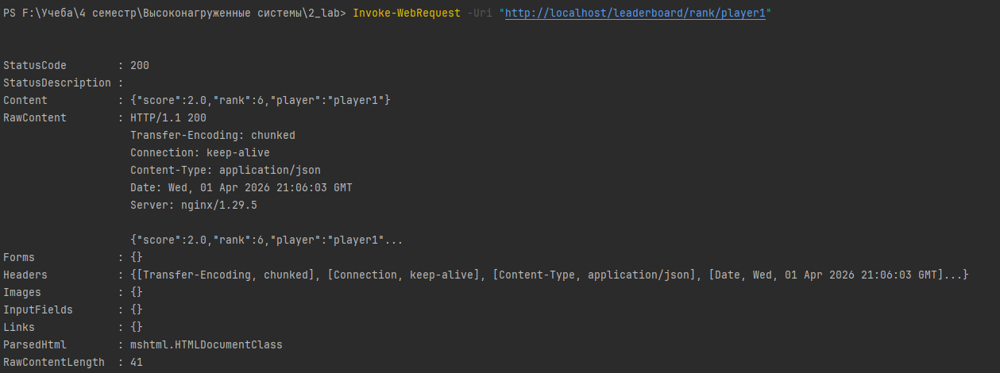 PS F:\Учеба\4 семестр\Высоконагруженные системы\2_lab> Invoke-WebRequest -Uri "http://localhost/leaderboard/rank/player1"
StatusCode        : 200
StatusDescription :
Content           : {"score":2.0,"rank":6,"player":"player1"}
RawContent        : HTTP/1.1 200
                    Transfer-Encoding: chunked
                    Connection: keep-alive
                    Content-Type: application/json
                    Date: Wed, 01 Apr 2026 21:06:03 GMT
                    Server: nginx/1.29.5
                    {"score":2.0,"rank":6,"player":"player1"...
Forms             : {}
Headers           : {[Transfer-Encoding, chunked], [Connection, keep-alive], [Content-Type, application/json], [Date, Wed, 01 Apr 2026 21:06:03 GMT]...}
Images            : {}
InputFields       : {}
Links             : {}
ParsedHtml        : mshtml.HTMLDocumentClass
RawContentLength  : 41